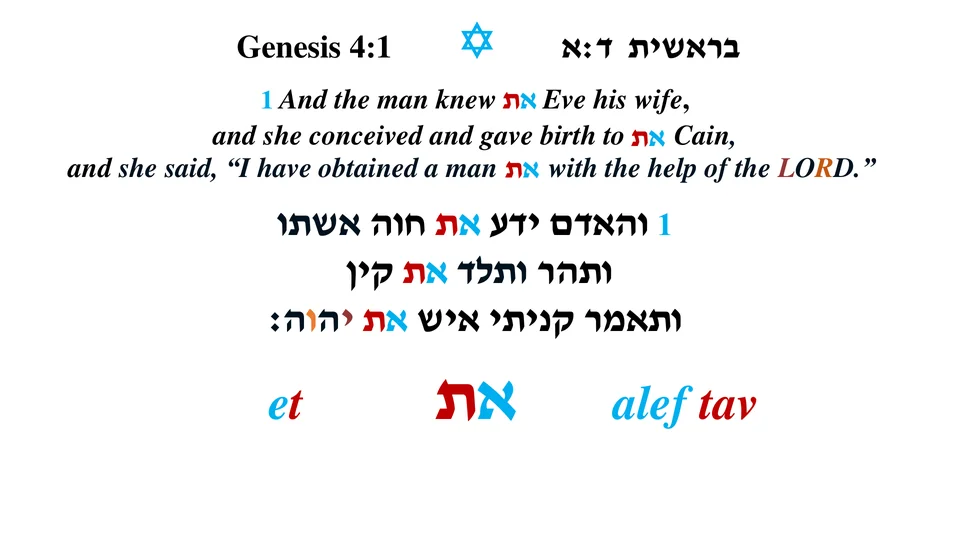 Genesis 4:1 ✡ בראשית ד:א
1 And the man knew את Eve his wife,
and she conceived and gave birth to את Cain,
and she said, “I have obtained a man את with the help of the LORD.”
1 והאדם ידע את חוה אשתו
ותהר ותלד את קין
ותאמר קניתי איש את יהוה:
et את alef tav